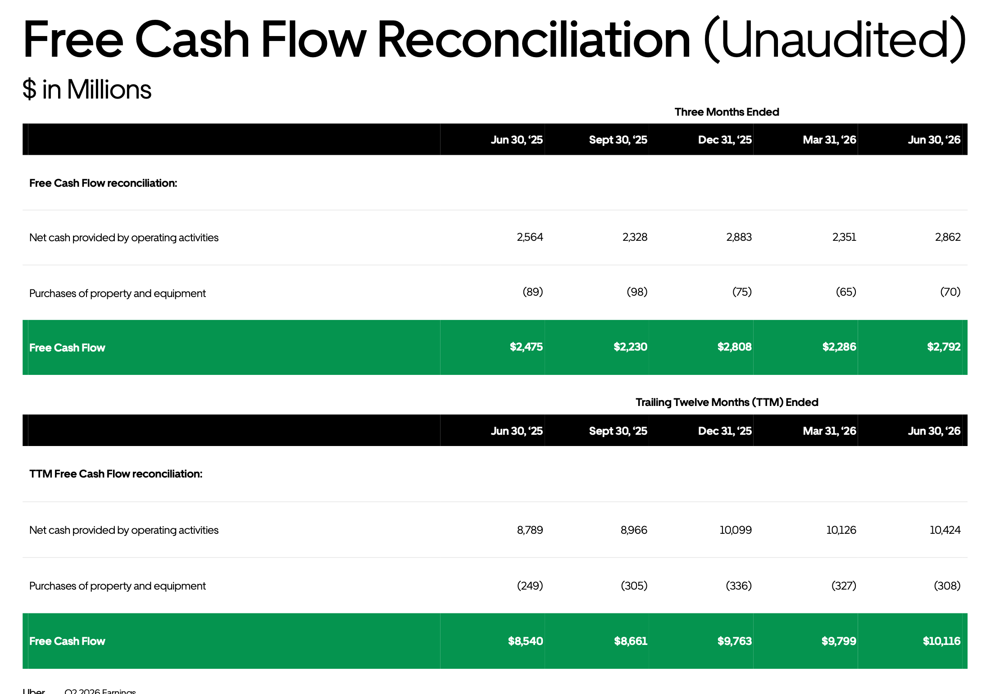 Free Cash Flow Reconciliation (Unaudited)
$ in Millions
Three Months Ended
Jun 30, ‘25 Sept 30, ‘25 Dec 31, ‘25 Mar 31, ‘26 Jun 30, ‘26
Free Cash Flow reconciliation:
Net cash provided by operating activities 2,564 2,328 2,883 2,351 2,862
Purchases of property and equipment (89) (98) (75) (65) (70)
Free Cash Flow $2,475 $2,230 $2,808 $2,286 $2,792
Trailing Twelve Months (TTM) Ended
Jun 30, ‘25 Sept 30, ‘25 Dec 31, ‘25 Mar 31, ‘26 Jun 30, ‘26
TTM Free Cash Flow reconciliation:
Net cash provided by operating activities 8,789 8,966 10,099 10,126 10,424
Purchases of property and equipment (249) (305) (336) (327) (308)
Free Cash Flow $8,540 $8,661 $9,763 $9,799 $10,116
Uber Q2 2026 Earnings